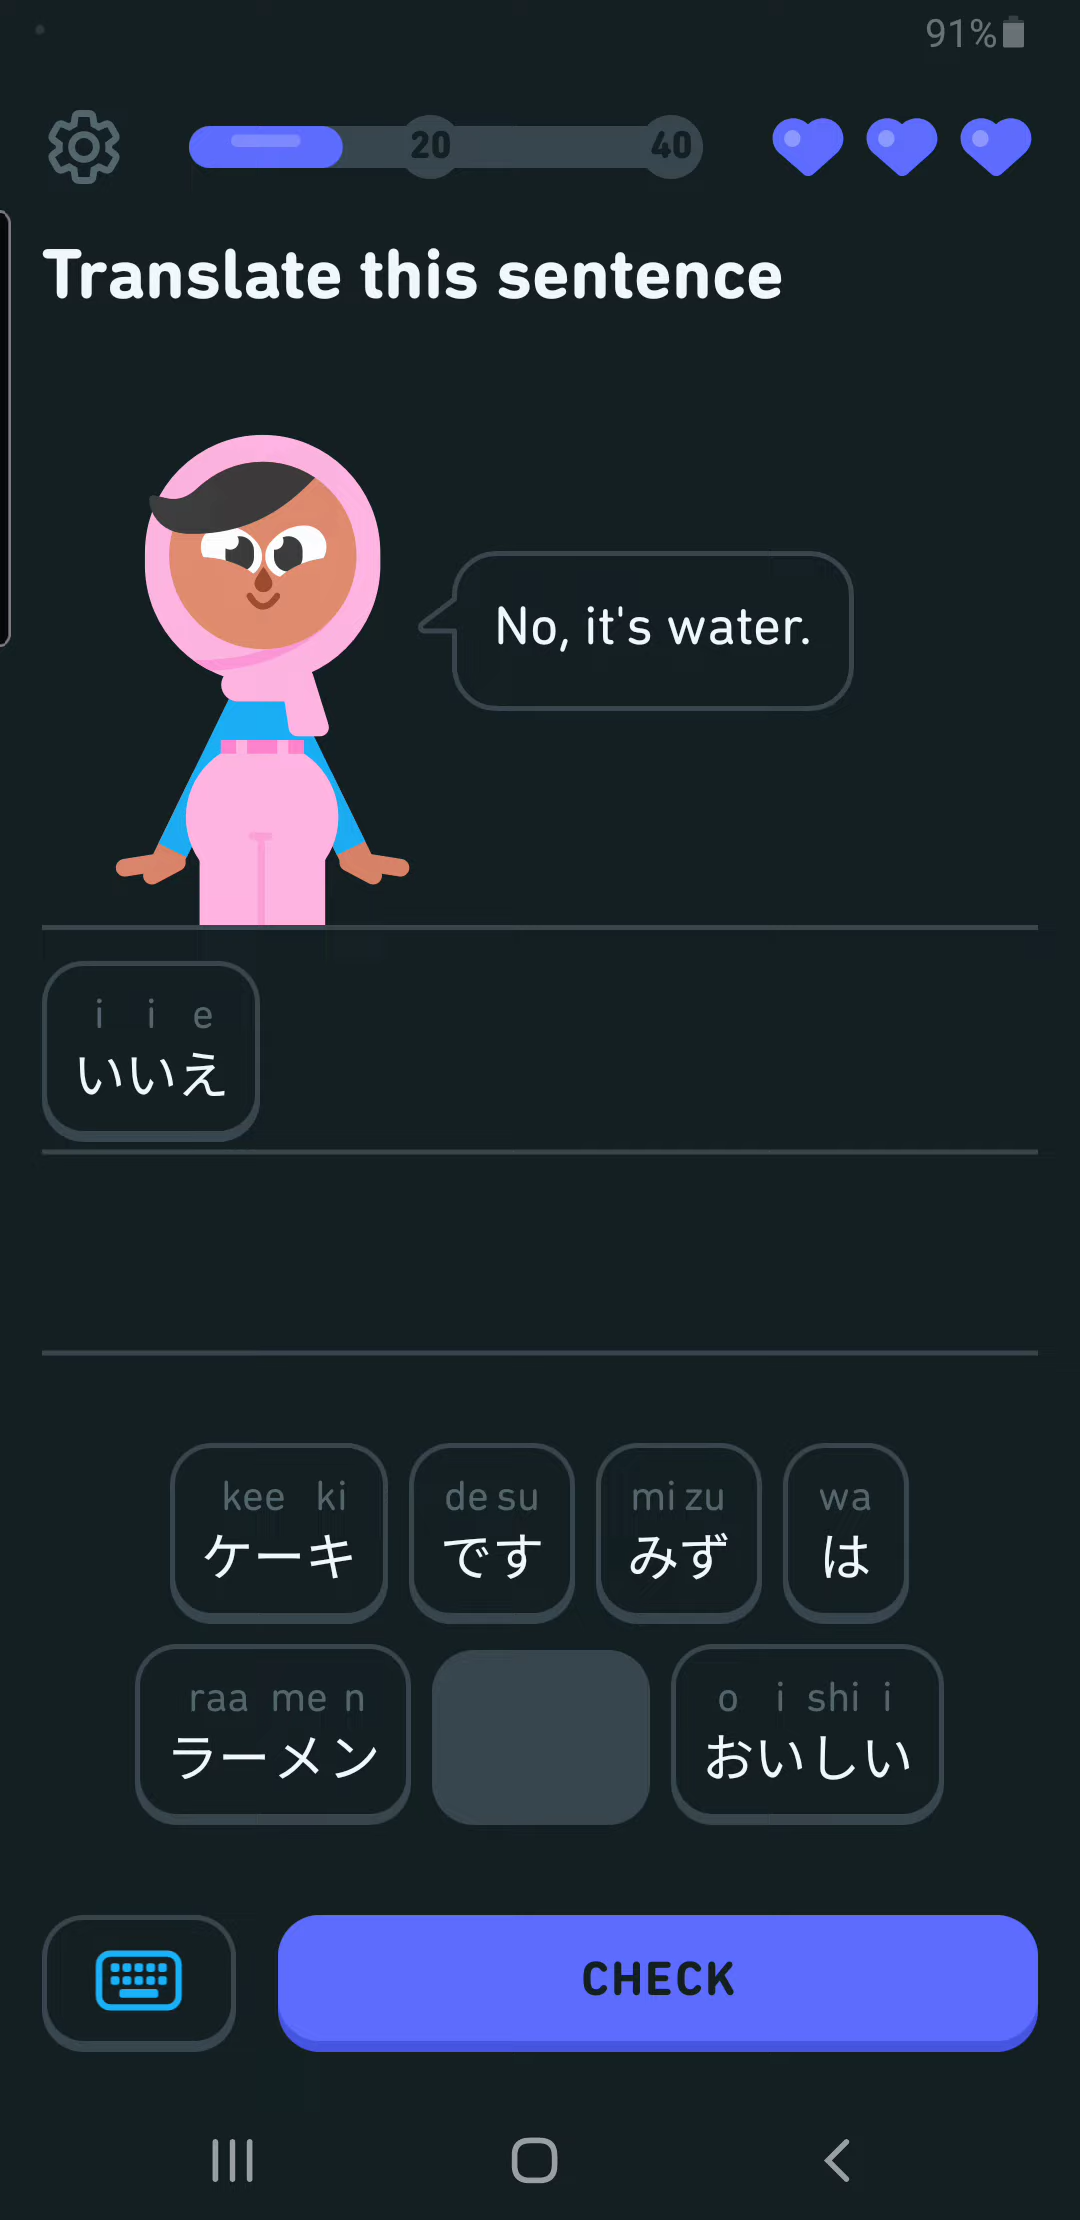 91%
20 40
Translate this sentence
No, it's water.
i i e
いいえ
kee ki de su mi zu wa
ケーキ です みず は
raa me n o i shi i
ラーメン おいしい
CHECK